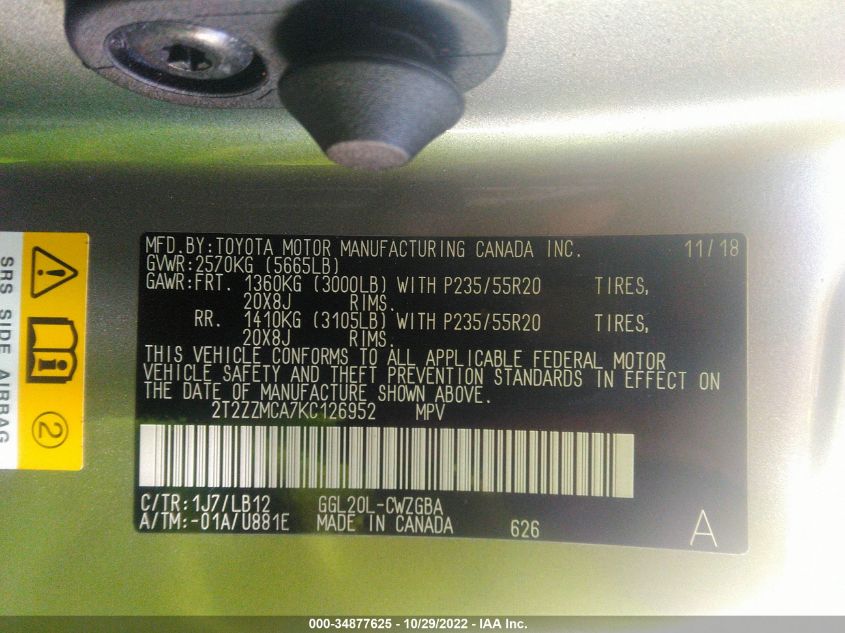 MFD.BY:TOYOTA MOTOR MANUFACTURING CANADA INC. 11/18
GVWR:2570KG (5665LB)
GAWR:FRT. 1360KG (3000LB) WITH P235/55R20 TIRES,
20X8J RIMS.
RR. 1410KG (3105LB) WITH P235/55R20 TIRES,
20X8J RIMS.
THIS VEHICLE CONFORMS TO ALL APPLICABLE FEDERAL MOTOR
VEHICLE SAFETY AND THEFT PREVENTION STANDARDS IN EFFECT ON
THE DATE OF MANUFACTURE SHOWN ABOVE.
2T2ZZMCA7KC126952 MPV
C/TR:1J7/LB12 GGL20L-CWZGBA
A/TM:-01A/U881E MADE IN CANADA 626 A
SRS SIDE AIRBAG
2
000-34877625 - 10/29/2022 - IAA Inc.